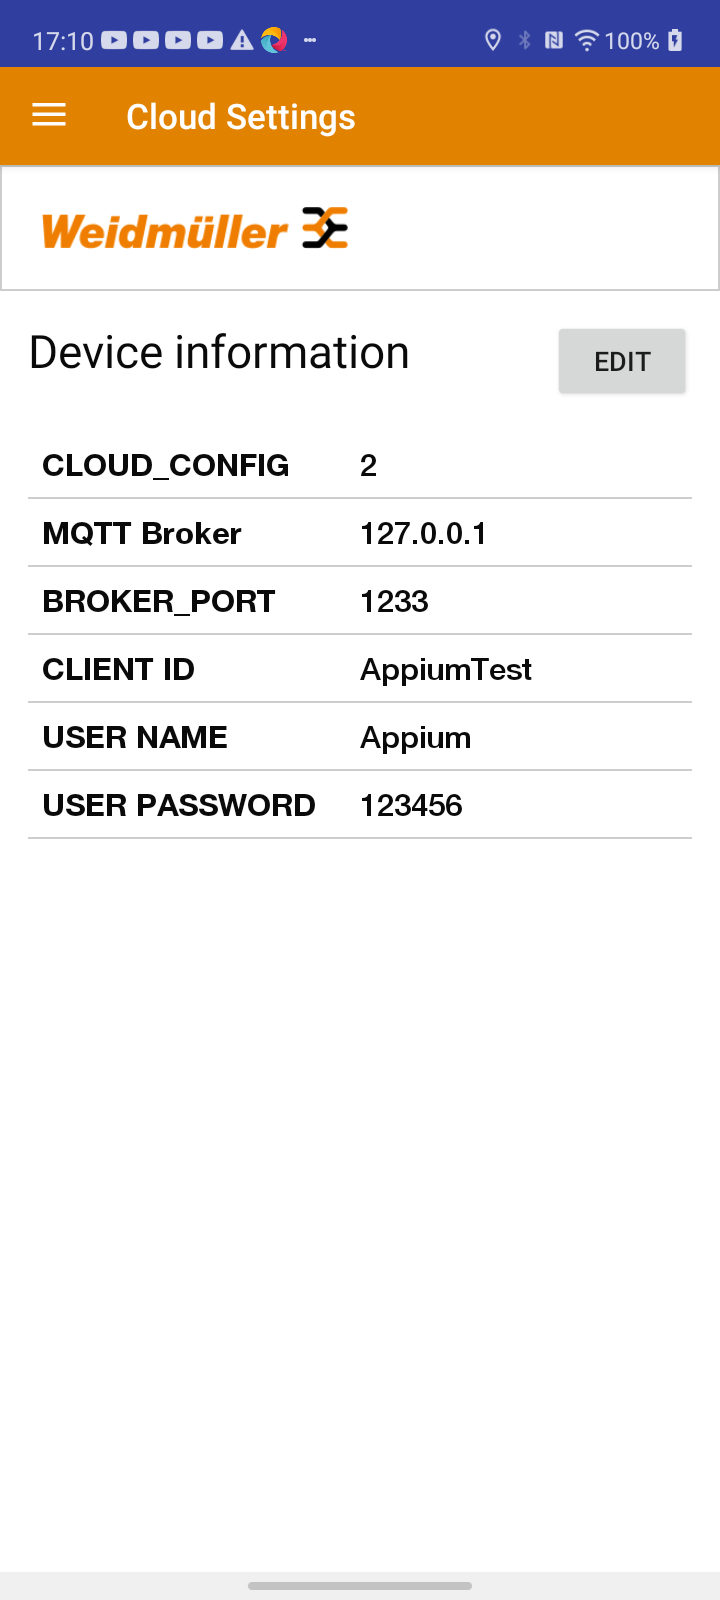 17:10 100%
Cloud Settings
Weidmüller
Device information EDIT
CLOUD_CONFIG 2
MQTT Broker 127.0.0.1
BROKER_PORT 1233
CLIENT ID AppiumTest
USER NAME Appium
USER PASSWORD 123456